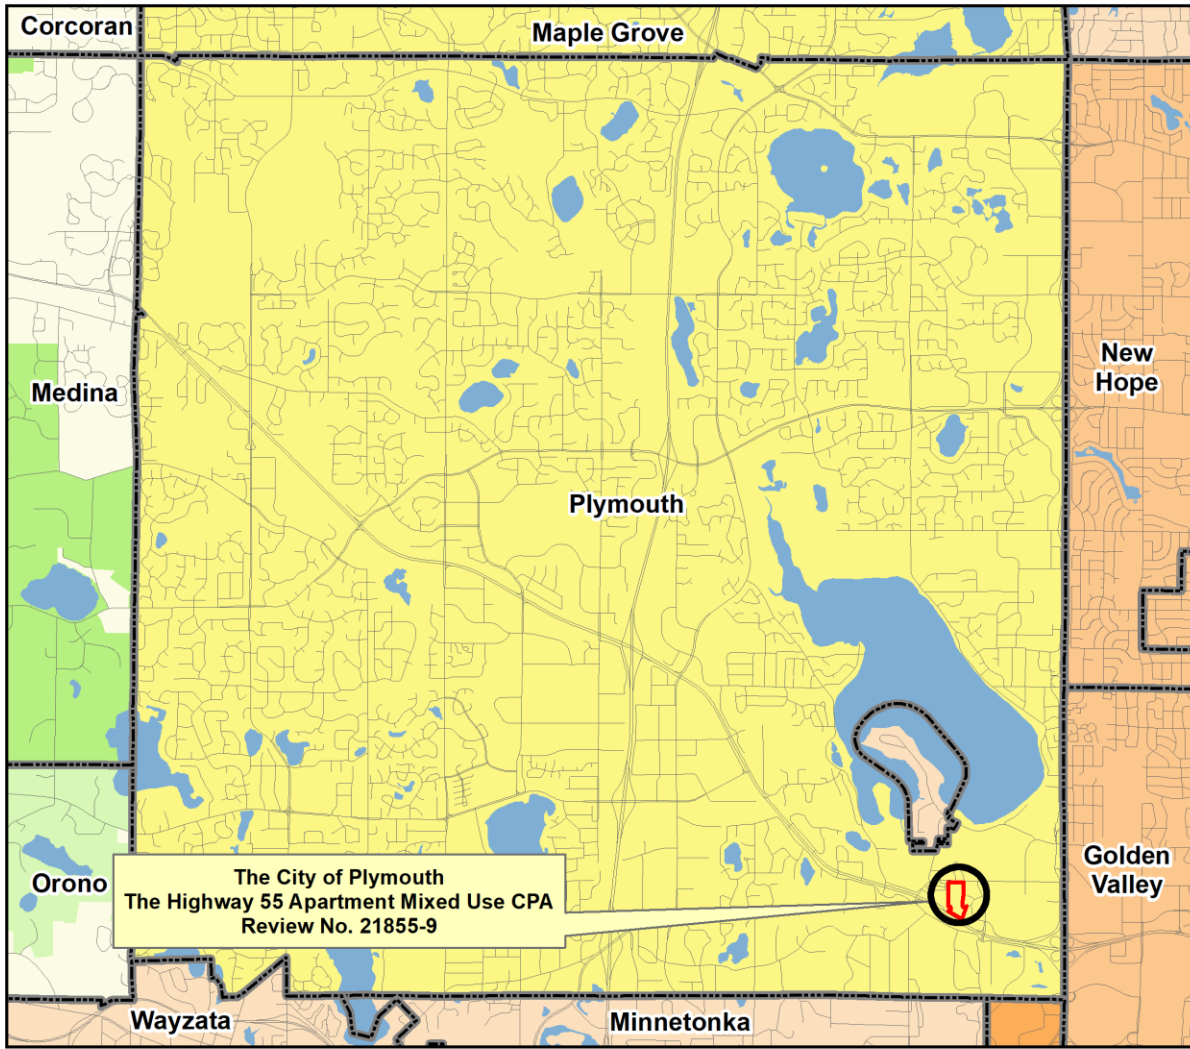 Corcoran
Maple Grove
New
Hope
Medina
Plymouth
Golden
Valley
Orono
The City of Plymouth
The Highway 55 Apartment Mixed Use CPA
Review No. 21855-9
Wayzata
Minnetonka